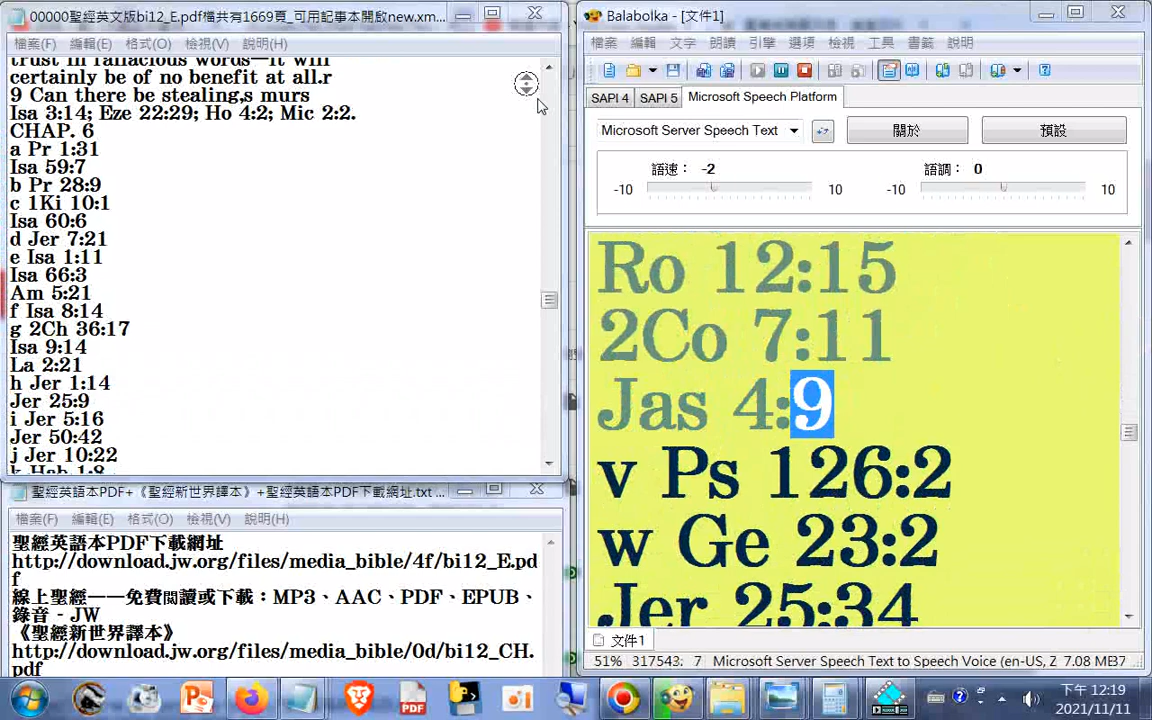 00000聖經英文版bi12_E.pdf檔共有1669頁_可用記事本開啟new.xm...
檔案(F) 編輯(E) 格式(O) 檢視(V) 說明(H)
trust in fallacious words—it will
certainly be of no benefit at all.r
9 Can there be stealing,s murs
Isa 3:14; Eze 22:29; Ho 4:2; Mic 2:2.
CHAP. 6
a Pr 1:31
Isa 59:7
b Pr 28:9
c 1Ki 10:1
Isa 60:6
d Jer 7:21
e Isa 1:11
Isa 66:3
Am 5:21
f Isa 8:14
g 2Ch 36:17
Isa 9:14
La 2:21
h Jer 1:14
Jer 25:9
i Jer 5:16
Jer 50:42
j Jer 10:22
k Hab 1:8
聖經英語本PDF+《聖經新世界譯本》+聖經英語本PDF下載網址.txt ...
檔案(F) 編輯(E) 格式(O) 檢視(V) 說明(H)
聖經英語本PDF下載網址
http://download.jw.org/files/media_bible/4f/bi12_E.pd
f
線上聖經——免費閱讀或下載：MP3、AAC、PDF、EPUB、
錄音 - JW
《聖經新世界譯本》
http://download.jw.org/files/media_bible/0d/bi12_CH.
pdf
Balabolka - [文件1]
檔案 編輯 文字 朗讀 引擎 選項 檢視 工具 書籤 說明
SAPI 4 SAPI 5 Microsoft Speech Platform
Microsoft Server Speech Text 關於 預設
語速： -2 語調： 0
-10 10 -10 10
Ro 12:15
2Co 7:11
Jas 4:9
v Ps 126:2
w Ge 23:2
Jer 25:34
文件1
51% 317543: 7 Microsoft Server Speech Text to Speech Voice (en-US, Z 7.08 MB7
PDF
下午 12:19
2021/11/11